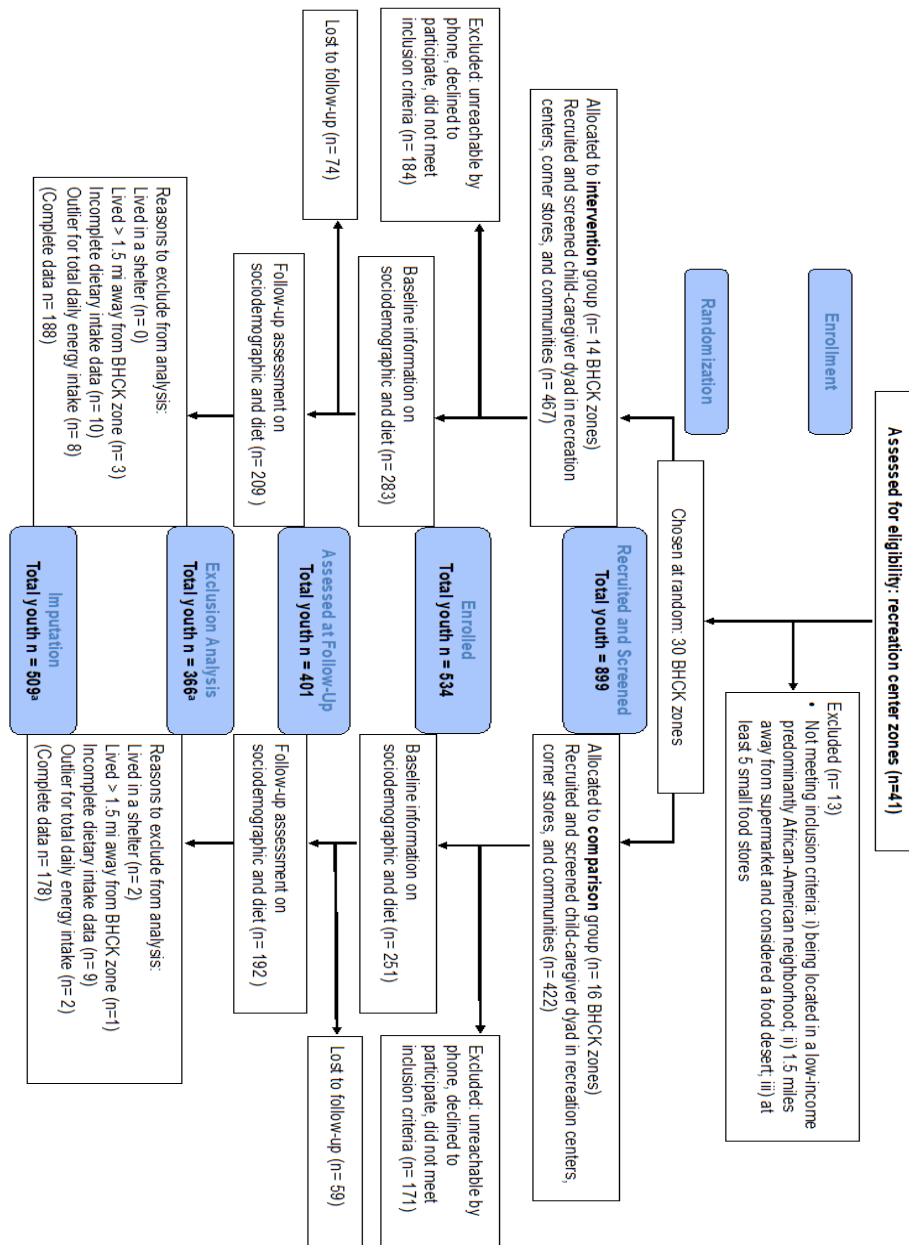 Assessed for eligibility: recreation center zones (n=41)
Enrollment
Excluded (n= 13)
• Not meeting inclusion criteria: i) being located in a low-income
predominantly African-American neighborhood; ii) 1.5 miles
away from supermarket and considered a food desert; iii) at
least 5 small food stores
Randomization
Chosen at random: 30 BHCK zones
Allocated to intervention group (n= 14 BHCK zones)
Recruited and screened child-caregiver dyad in recreation
centers, corner stores, and communities (n= 467)
Recruited and Screened
Total youth = 899
Allocated to comparison group (n= 16 BHCK zones)
Recruited and screened child-caregiver dyad in recreation centers,
corner stores, and communities (n= 422)
Excluded: unreachable by
phone, declined to
participate, did not meet
inclusion criteria (n= 184)
Baseline information on
sociodemographic and diet (n= 283)
Enrolled
Total youth n = 534
Baseline information on
sociodemographic and diet (n= 251)
Excluded: unreachable by
phone, declined to
participate, did not meet
inclusion criteria (n= 171)
Lost to follow-up (n= 74)
Follow-up assessment on
sociodemographic and diet (n= 209)
Assessed at Follow-Up
Total youth n = 401
Follow-up assessment on
sociodemographic and diet (n= 192)
Lost to follow-up (n= 59)
Reasons to exclude from analysis:
Lived in a shelter (n= 0)
Lived > 1.5 mi away from BHCK zone (n= 3)
Incomplete dietary intake data (n= 10)
Outlier for total daily energy intake (n= 8)
(Complete data n= 188)
Exclusion Analysis
Total youth n = 366ª
Imputation
Total youth n = 509ª
Reasons to exclude from analysis:
Lived in a shelter (n= 2)
Lived > 1.5 mi away from BHCK zone (n=1)
Incomplete dietary intake data (n= 9)
Outlier for total daily energy intake (n= 2)
(Complete data n= 178)